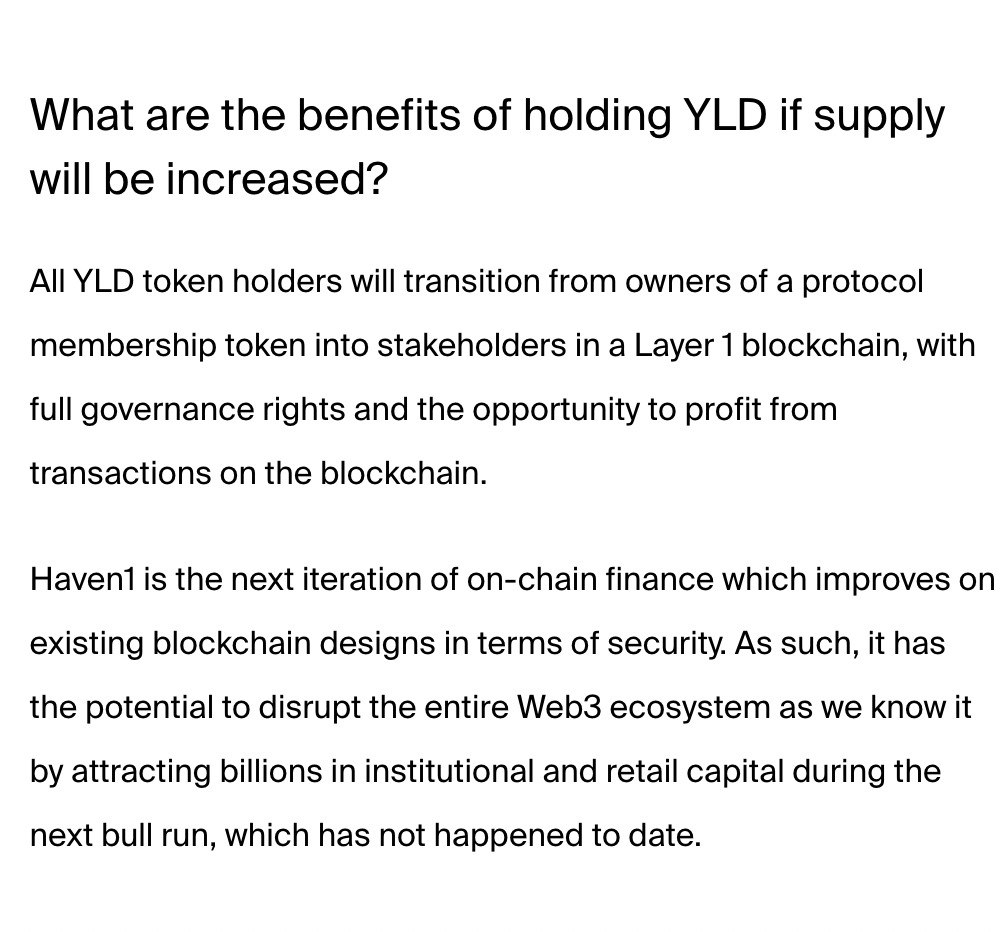 What are the benefits of holding YLD if supply
will be increased?
All YLD token holders will transition from owners of a protocol
membership token into stakeholders in a Layer 1 blockchain, with
full governance rights and the opportunity to profit from
transactions on the blockchain.
Haven1 is the next iteration of on-chain finance which improves on
existing blockchain designs in terms of security. As such, it has
the potential to disrupt the entire Web3 ecosystem as we know it
by attracting billions in institutional and retail capital during the
next bull run, which has not happened to date.